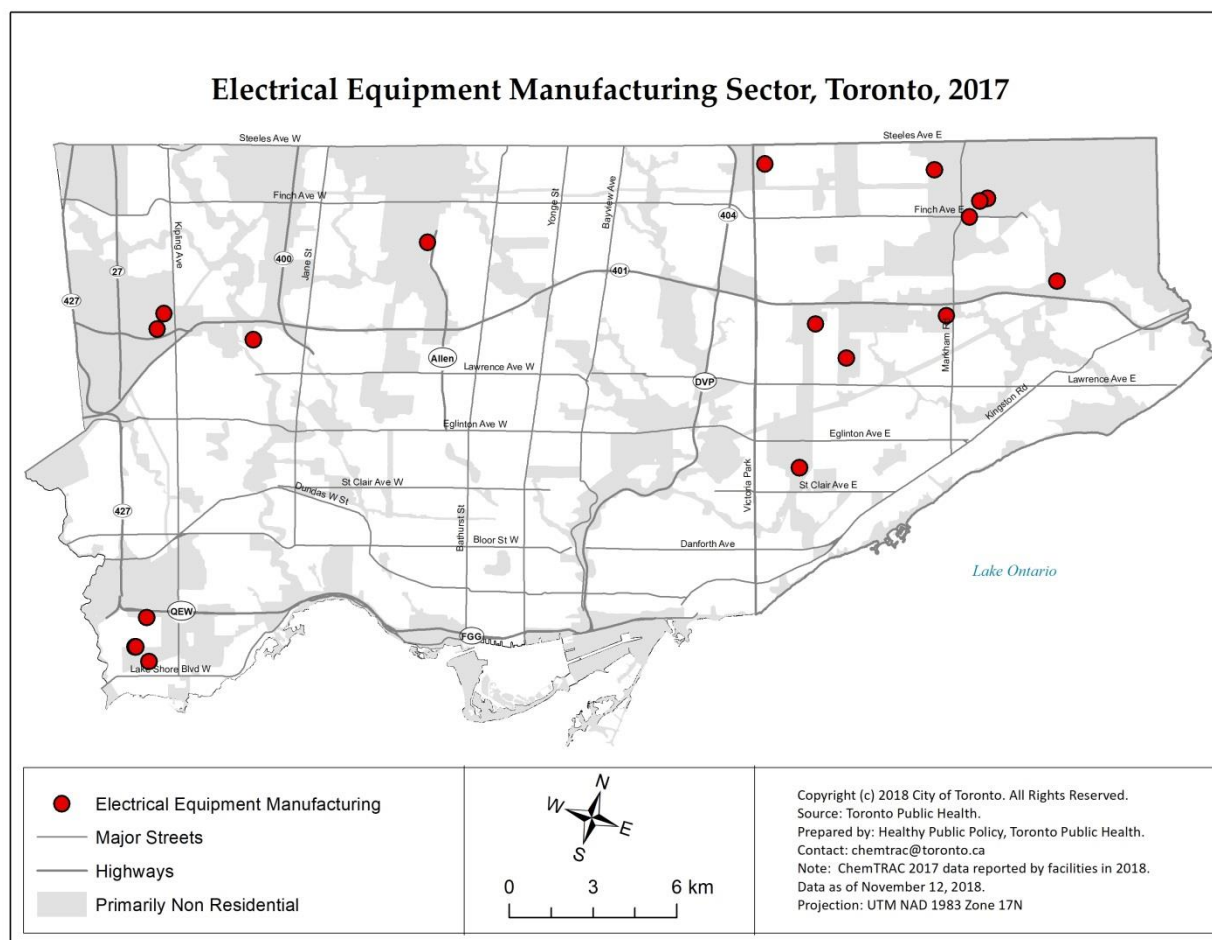 Electrical Equipment Manufacturing Sector, Toronto, 2017
Steeles Ave W
Steeles Ave E
Finch Ave W
Finch Ave E
Kipling Ave
Jane St
Yonge St
Bayview Ave
404
400
401
27
427
Allen
Lawrence Ave W
DVP
Markham R
Lawrence Ave E
Kingston Rd
Eglinton Ave W
Eglinton Ave E
St Clair Ave W
St Clair Ave E
Dundas W St
Victoria Park
427
Bathurst St
Bloor St W
Danforth Ave
Lake Ontario
QEW
FGG
Lake Shore Blvd W
Electrical Equipment Manufacturing
Major Streets
Highways
Primarily Non Residential
N
W
E
S
0 3 6 km
Copyright (c) 2018 City of Toronto. All Rights Reserved.
Source: Toronto Public Health.
Prepared by: Healthy Public Policy, Toronto Public Health.
Contact: chemtrac@toronto.ca
Note: ChemTRAC 2017 data reported by facilities in 2018.
Data as of November 12, 2018.
Projection: UTM NAD 1983 Zone 17N